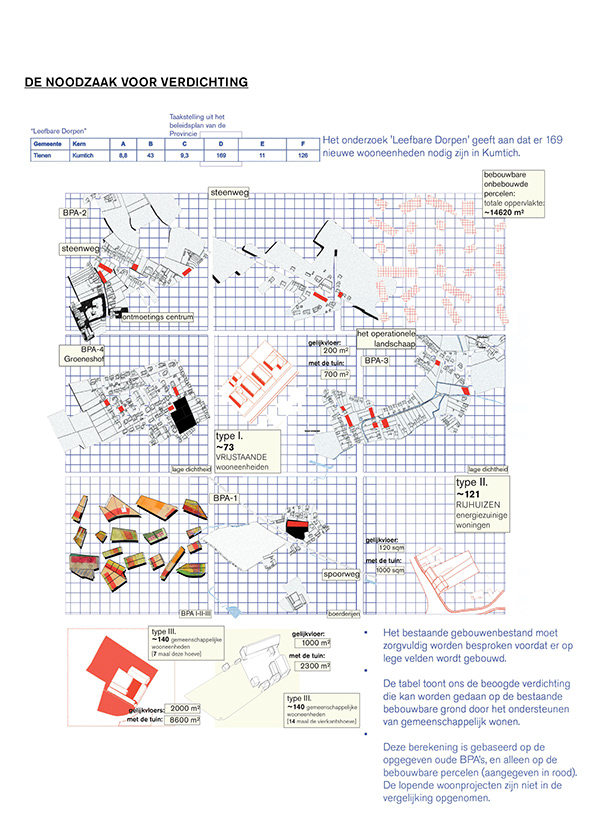 DE NOODZAAK VOOR VERDICHTING
Taakstelling uit het
beleidsplan van de
Provincie
"Leefbare Dorpen"
Gemeente Kern A B C D E F
Tienen Kumtich 8,8 43 9,3 169 11 126
Het onderzoek 'Leefbare Dorpen' geeft aan dat er 169
nieuwe wooneenheden nodig zijn in Kumtich.
bebouwbare
onbebouwde
percelen:
totale oppervlakte:
~14620 m²
steenweg
BPA-2
steenweg
ontmoetings centrum
BPA-4
Groeneshof
gelijkvloer:
200 m²
met de tuin:
700 m²
het operationele
landschaap
BPA-3
type I.
~73
VRIJSTAANDE
wooneenheiden
lage dichtheid
lage dichtheid
type II.
~121
RIJHUIZEN
energiezuinige
woningen
BPA-1
gelijkvloer:
120 sqm
met de tuin:
1000 sqm
spoorweg
BPA I-II-III
boerderijen
type III.
~140 gemeenschappelijke
wooneenheden
[7 maal deze hoeve]
gelijkvloer:
1000 m²
met de tuin:
2300 m²
type III.
~140 gemeenschappelijke
wooneenheden
[14 maal de vierkantshoeve]
gelijkvloers: 2000 m²
met de tuin: 8600 m²
• Het bestaande gebouwenbestand moet
zorgvuldig worden besproken voordat er op
lege velden wordt gebouwd.
• De tabel toont ons de beoogde verdichting
die kan worden gedaan op de bestaande
bebouwbare grond door het ondersteunen
van gemeenschappelijk wonen.
• Deze berekening is gebaseerd op de
opgegeven oude BPA's, en alleen op de
bebouwbare percelen (aangegeven in rood).
De lopende woonprojecten zijn niet in de
vergelijking opgenomen.